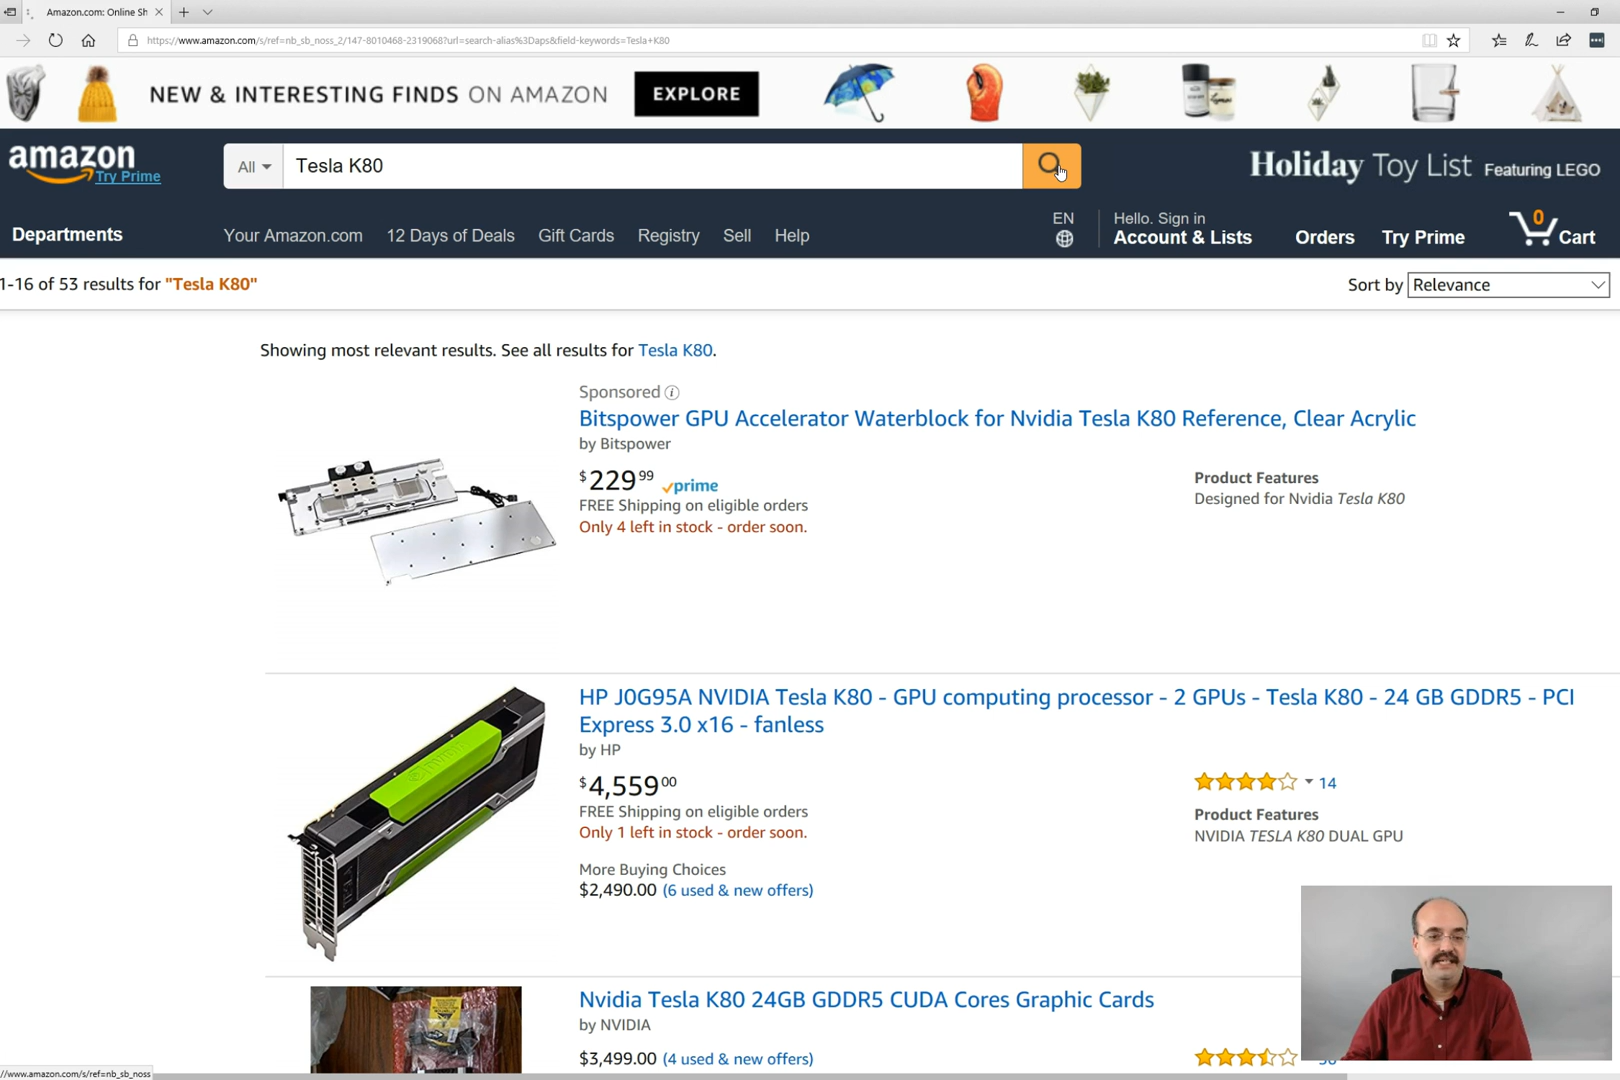 Amazon.com: Online Sh
https://www.amazon.com/s/ref=nb_sb_noss_2/147-8010468-2319068?url=search-alias%3Daps&field-keywords=Tesla+K80
NEW & INTERESTING FINDS ON AMAZON EXPLORE
amazon
Try Prime
All
Tesla K80
Holiday Toy List Featuring LEGO
Departments
Your Amazon.com 12 Days of Deals Gift Cards Registry Sell Help
EN
Hello. Sign in
Account & Lists
Orders
Try Prime
0
Cart
1-16 of 53 results for "Tesla K80"
Sort by Relevance
Showing most relevant results. See all results for Tesla K80.
Sponsored
Bitspower GPU Accelerator Waterblock for Nvidia Tesla K80 Reference, Clear Acrylic
by Bitspower
$229 99 prime
FREE Shipping on eligible orders
Only 4 left in stock - order soon.
Product Features
Designed for Nvidia Tesla K80
HP J0G95A NVIDIA Tesla K80 - GPU computing processor - 2 GPUs - Tesla K80 - 24 GB GDDR5 - PCI
Express 3.0 x16 - fanless
by HP
$4,559 00
FREE Shipping on eligible orders
Only 1 left in stock - order soon.
More Buying Choices
$2,490.00 (6 used & new offers)
14
Product Features
NVIDIA TESLA K80 DUAL GPU
Nvidia Tesla K80 24GB GDDR5 CUDA Cores Graphic Cards
by NVIDIA
$3,499.00 (4 used & new offers)
//www.amazon.com/s/ref=nb_sb_noss